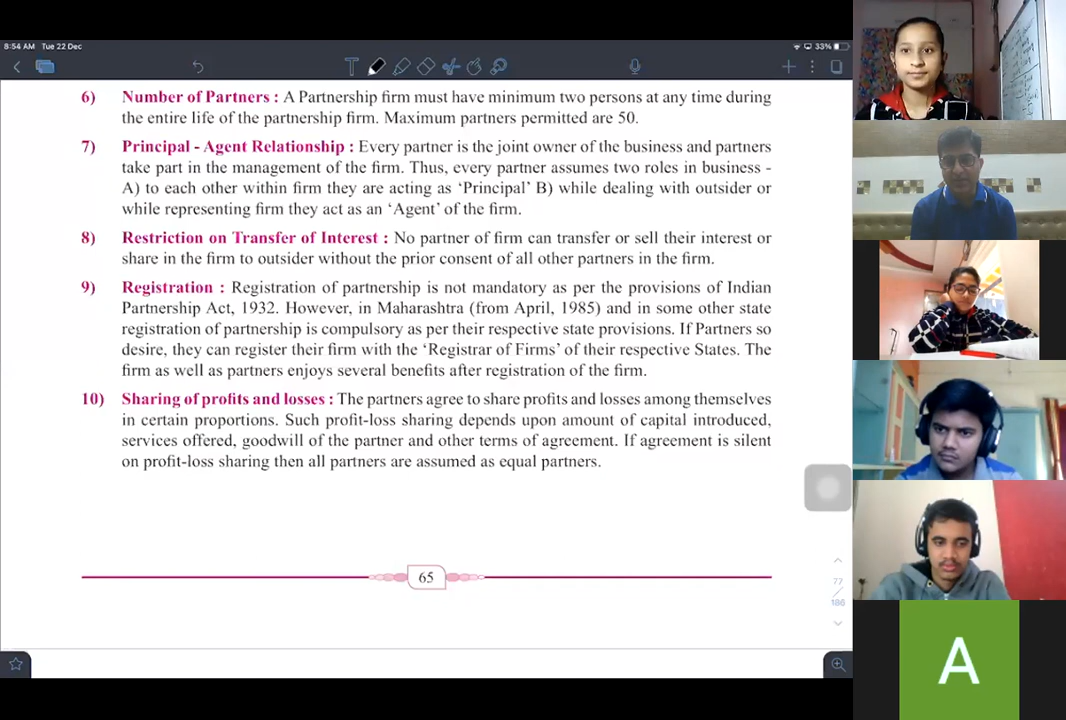 8:54 AM Tue 22 Dec
33%
T
6) Number of Partners : A Partnership firm must have minimum two persons at any time during
the entire life of the partnership firm. Maximum partners permitted are 50.
7) Principal - Agent Relationship : Every partner is the joint owner of the business and partners
take part in the management of the firm. Thus, every partner assumes two roles in business -
A) to each other within firm they are acting as ‘Principal’ B) while dealing with outsider or
while representing firm they act as an ‘Agent’ of the firm.
8) Restriction on Transfer of Interest : No partner of firm can transfer or sell their interest or
share in the firm to outsider without the prior consent of all other partners in the firm.
9) Registration : Registration of partnership is not mandatory as per the provisions of Indian
Partnership Act, 1932. However, in Maharashtra (from April, 1985) and in some other state
registration of partnership is compulsory as per their respective state provisions. If Partners so
desire, they can register their firm with the ‘Registrar of Firms’ of their respective States. The
firm as well as partners enjoys several benefits after registration of the firm.
10) Sharing of profits and losses : The partners agree to share profits and losses among themselves
in certain proportions. Such profit-loss sharing depends upon amount of capital introduced,
services offered, goodwill of the partner and other terms of agreement. If agreement is silent
on profit-loss sharing then all partners are assumed as equal partners.
65
77
/
186
A